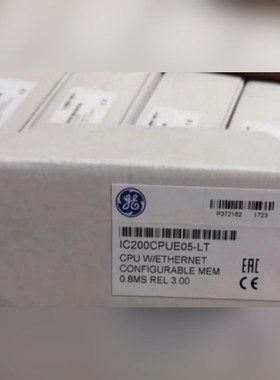 P372162 1723
IC200CPUE05-LT
CPU W/ETHERNET
CONFIGURABLE MEM
0.8MS REL 3.00
EAC
CE